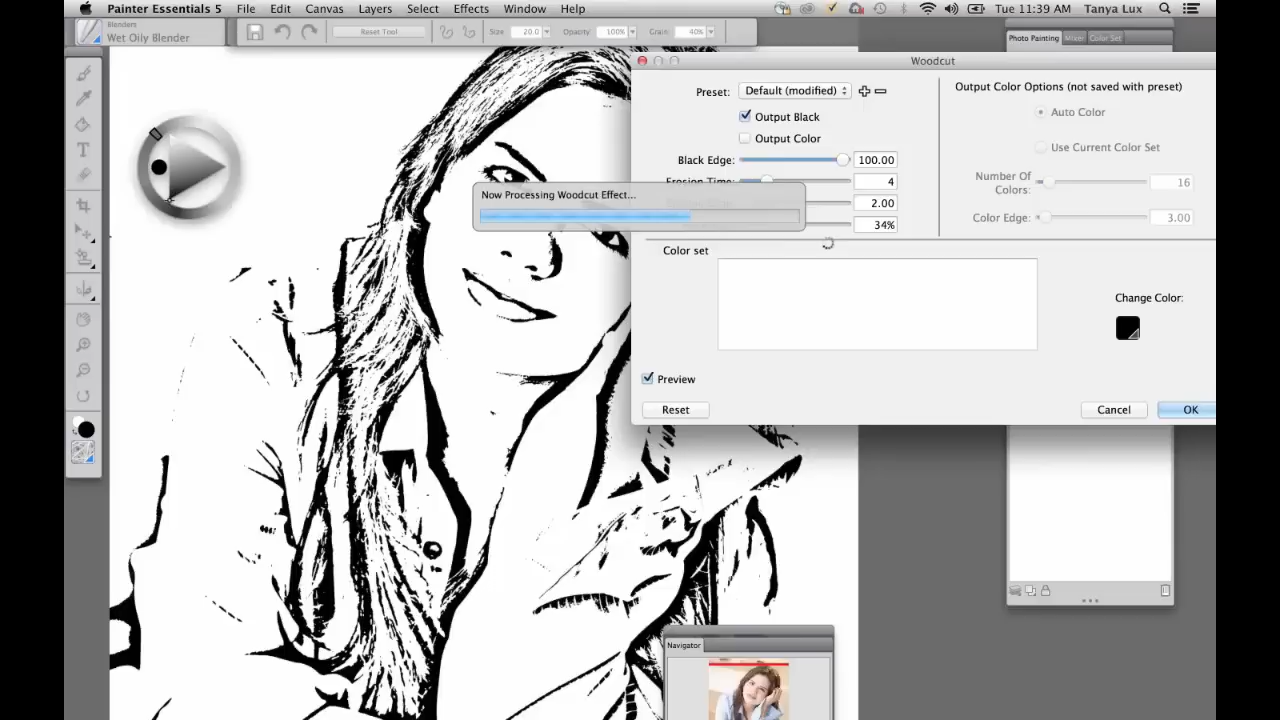 Painter Essentials 5 File Edit Canvas Layers Select Effects Window Help Tue 11:39 AM Tanya Lux
Blenders
Wet Oily Blender
Reset Tool Size 20.0 Opacity 100% Grain: 40%
Photo Painting Mixer Color Set
Woodcut
Preset: Default (modified)
Output Black
Output Color
Black Edge: 100.00
Erosion Time: 4
2.00
34%
Output Color Options (not saved with preset)
Auto Color
Use Current Color Set
Number Of Colors: 16
Color Edge: 3.00
Now Processing Woodcut Effect...
Color set
Change Color:
Preview
Reset Cancel OK
Navigator